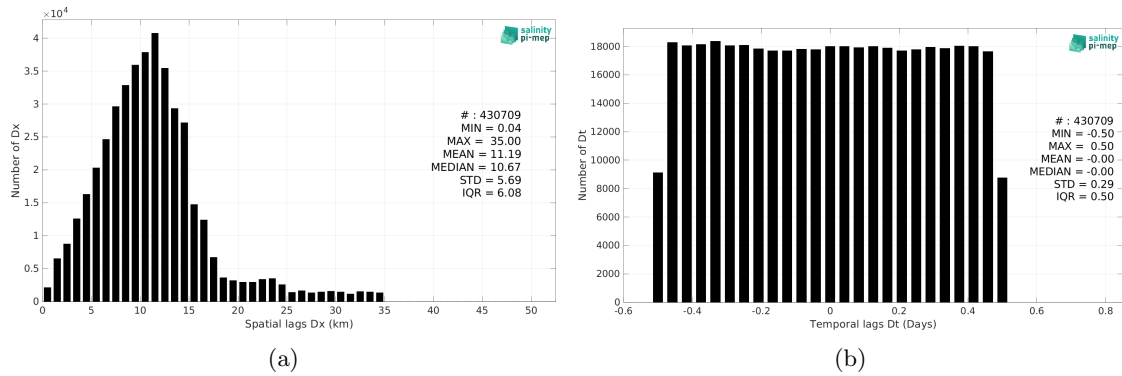 ×10⁴
4
3.5
3
2.5
2
1.5
1
0.5
0
0 5 10 15 20 25 30 35 40 45 50
Number of Dx
Spatial lags Dx (km)
salinity
pi-mep
# : 430709
MIN = 0.04
MAX = 35.00
MEAN = 11.19
MEDIAN = 10.67
STD = 5.69
IQR = 6.08
(a)
18000
16000
14000
12000
10000
8000
6000
4000
2000
0
-0.6 -0.4 -0.2 0 0.2 0.4 0.6 0.8
Number of Dt
Temporal lags Dt (Days)
salinity
pi-mep
# : 430709
MIN = -0.50
MAX = 0.50
MEAN = -0.00
MEDIAN = -0.00
STD = 0.29
IQR = 0.50
(b)